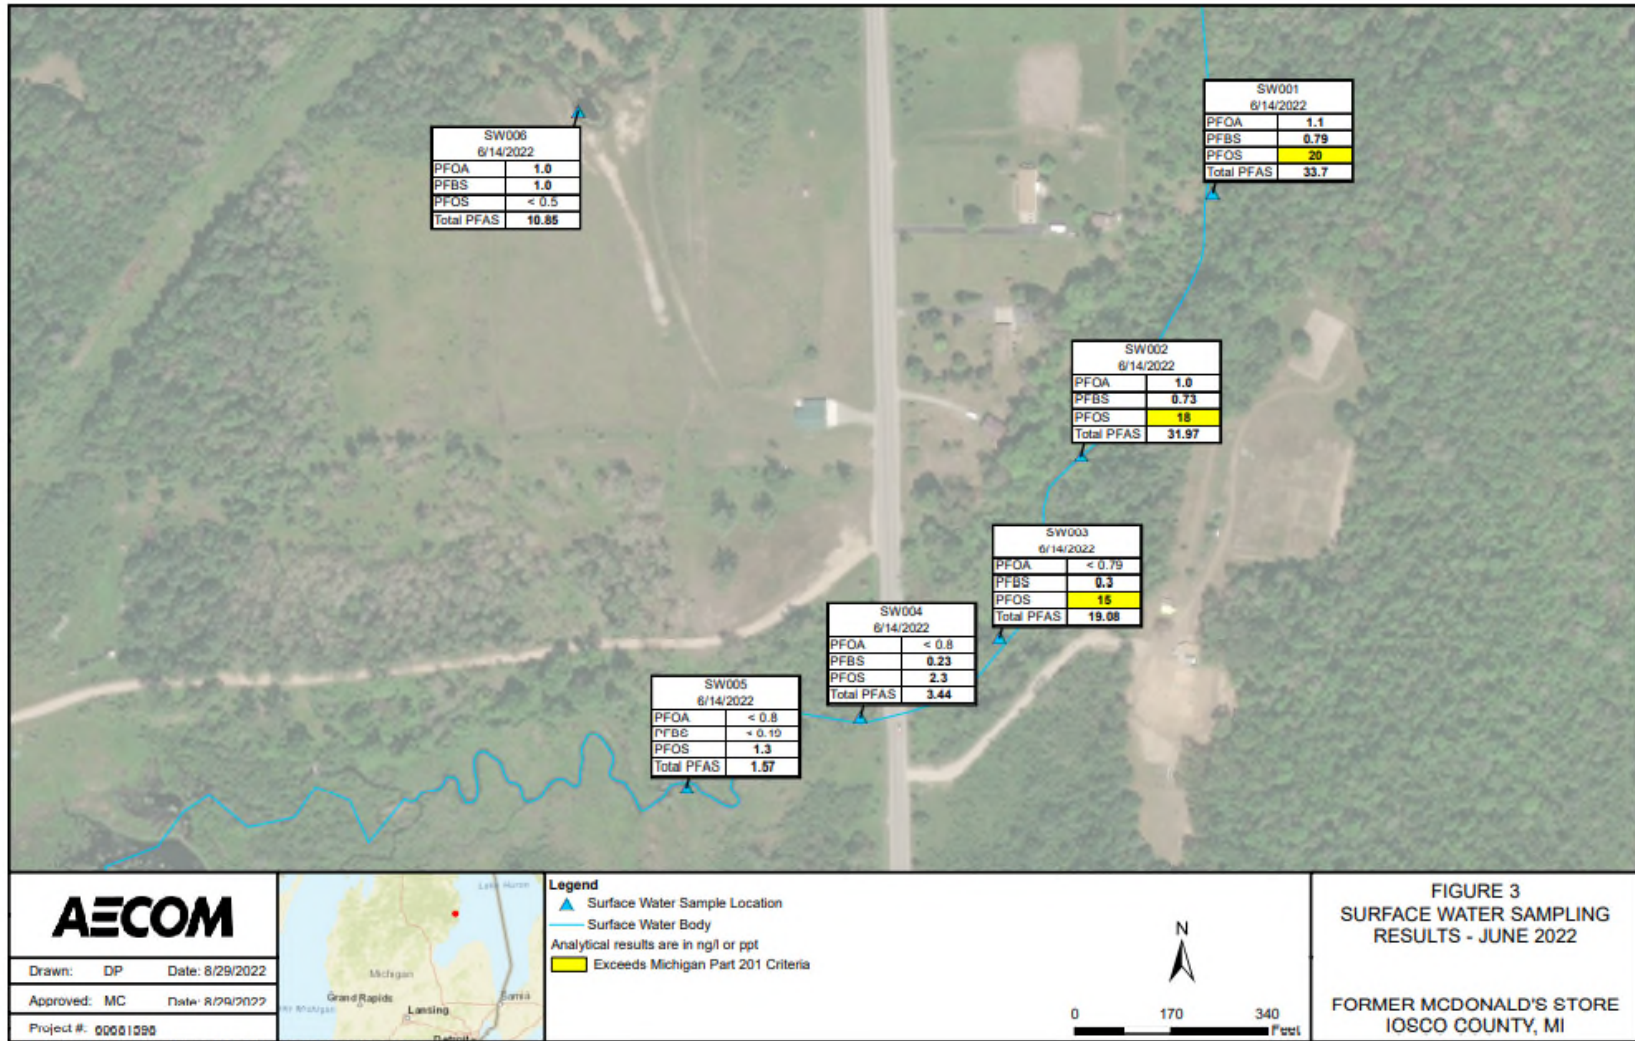 SW001
6/14/2022
PFOA 1.1
PFBS 0.79
PFOS 20
Total PFAS 33.7
SW006
6/14/2022
PFOA 1.0
PFBS 1.0
PFOS < 0.5
Total PFAS 10.85
SW002
6/14/2022
PFOA 1.0
PFBS 0.73
PFOS 18
Total PFAS 31.97
SW003
6/14/2022
PFOA < 0.79
PFBS 0.3
PFOS 15
Total PFAS 19.08
SW004
6/14/2022
PFOA < 0.8
PFBS 0.23
PFOS 2.3
Total PFAS 3.44
SW005
6/14/2022
PFOA < 0.8
PFBS < 0.19
PFOS 1.3
Total PFAS 1.57
AECOM
Drawn: DP Date: 8/29/2022
Approved: MC Date: 8/29/2022
Project #:
Lake Huron
Michigan
Grand Rapids
Lansing
Sarnia
Detroit
Legend
Surface Water Sample Location
Surface Water Body
Analytical results are in ng/l or ppt
Exceeds Michigan Part 201 Criteria
N
0 170 340
Feet
FIGURE 3
SURFACE WATER SAMPLING
RESULTS - JUNE 2022
FORMER MCDONALD'S STORE
IOSCO COUNTY, MI